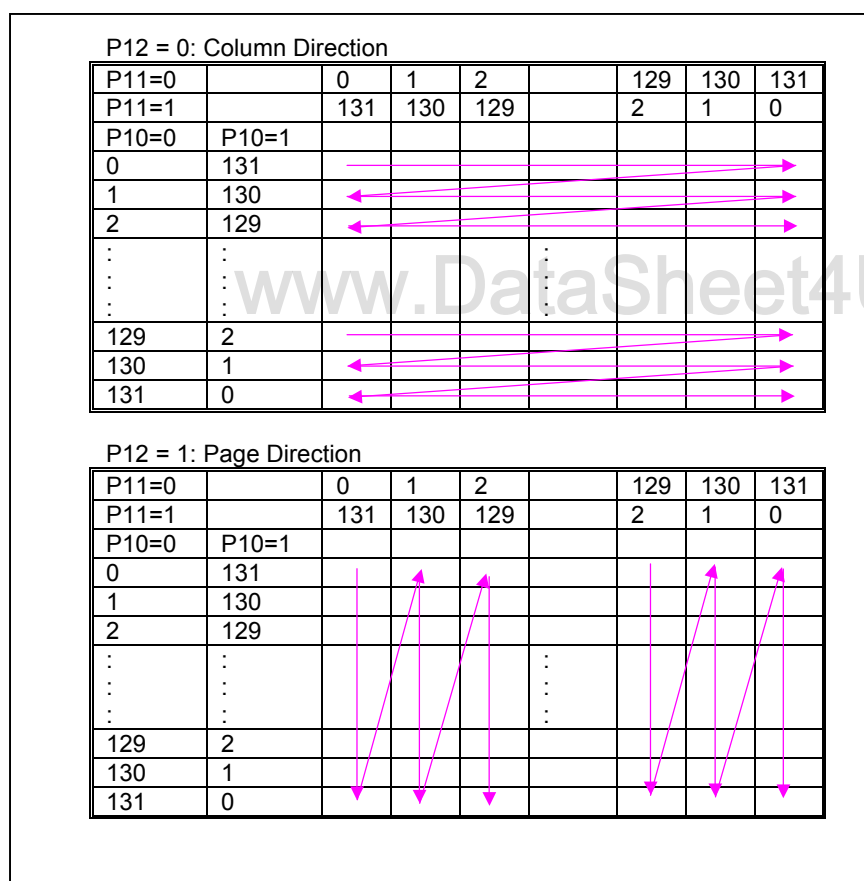 P12 = 0: Column Direction
P11=0 0 1 2 129 130 131
P11=1 131 130 129 2 1 0
P10=0 P10=1
0 131
1 130
2 129
: : :
: : :
: : :
www.DataSheet4U
129 2
130 1
131 0
P12 = 1: Page Direction
P11=0 0 1 2 129 130 131
P11=1 131 130 129 2 1 0
P10=0 P10=1
0 131
1 130
2 129
: : :
: : :
: : :
129 2
130 1
131 0